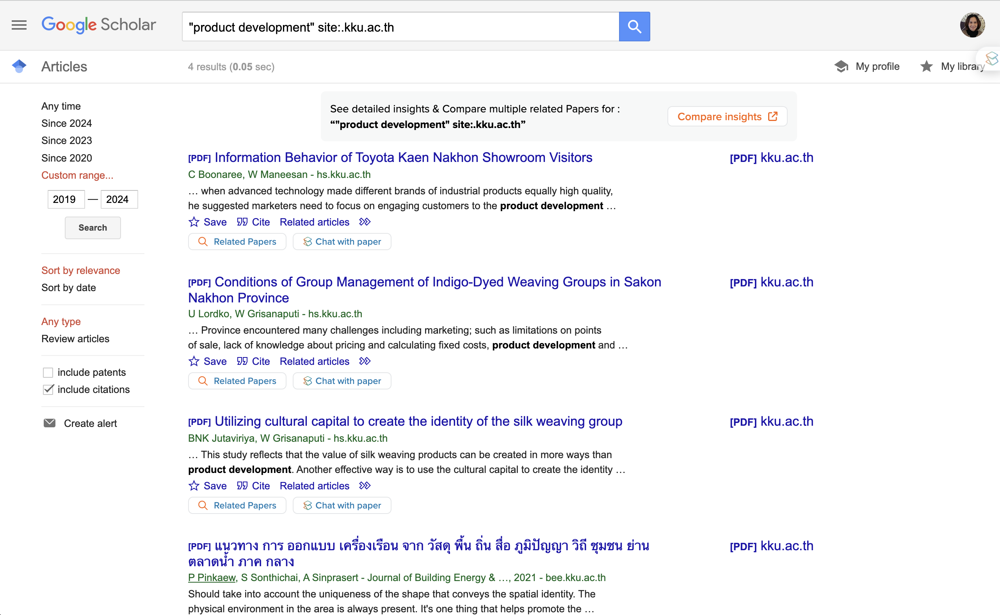 Google Scholar
"product development" site:.kku.ac.th
Articles
4 results (0.05 sec)
My profile
My library
Any time
Since 2024
Since 2023
Since 2020
Custom range...
2019 — 2024
Search
Sort by relevance
Sort by date
Any type
Review articles
include patents
include citations
Create alert
See detailed insights & Compare multiple related Papers for :
“"product development" site:.kku.ac.th”
Compare insights
[PDF] Information Behavior of Toyota Kaen Nakhon Showroom Visitors
[PDF] kku.ac.th
C Boonaree, W Maneesan - hs.kku.ac.th
… when advanced technology made different brands of industrial products equally high quality,
he suggested marketers need to focus on engaging customers to the product development …
Save Cite Related articles
Related Papers Chat with paper
[PDF] Conditions of Group Management of Indigo-Dyed Weaving Groups in Sakon
Nakhon Province
[PDF] kku.ac.th
U Lordko, W Grisanaputi - hs.kku.ac.th
… Province encountered many challenges including marketing; such as limitations on points
of sale, lack of knowledge about pricing and calculating fixed costs, product development and …
Save Cite Related articles
Related Papers Chat with paper
[PDF] Utilizing cultural capital to create the identity of the silk weaving group
[PDF] kku.ac.th
BNK Jutaviriya, W Grisanaputi - hs.kku.ac.th
… This study reflects that the value of silk weaving products can be created in more ways than
product development. Another effective way is to use the cultural capital to create the identity …
Save Cite Related articles
Related Papers Chat with paper
[PDF] แนวทาง การ ออกแบบ เครื่องเรือน จาก วัสดุ พื้น ถิ่น สื่อ ภูมิปัญญา วิถี ชุมชน ย่าน
ตลาดน้ำ ภาค กลาง
[PDF] kku.ac.th
P Pinkaew, S Sonthichai, A Sinprasert - Journal of Building Energy & …, 2021 - bee.kku.ac.th
Should take into account the uniqueness of the shape that conveys the spatial identity. The
physical environment in the area is always present. It's one thing that helps promote the …